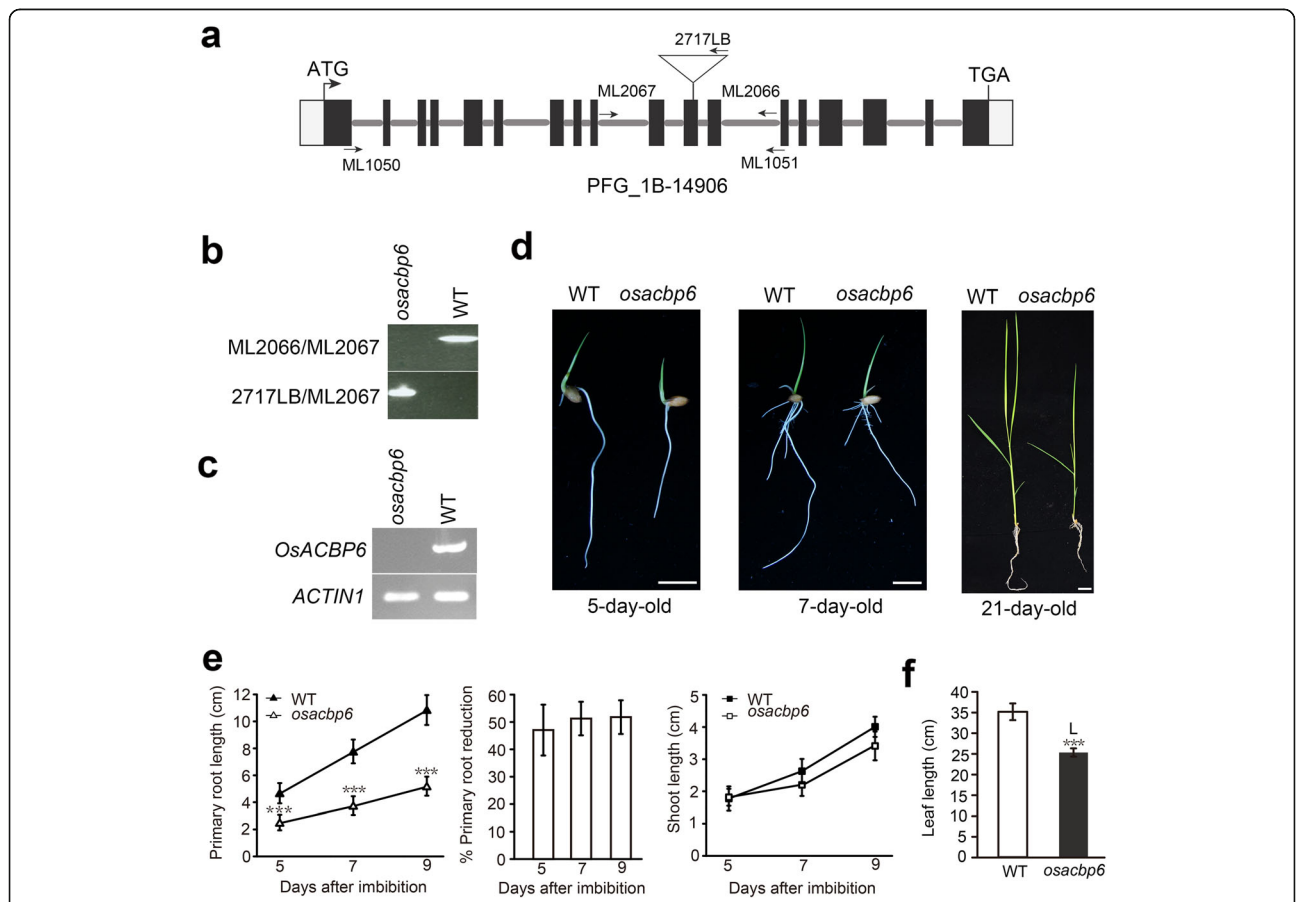 a
2717LB
ATG
TGA
ML2067
ML2066
ML1050
ML1051
PFG_1B-14906
b
osacbp6
WT
ML2066/ML2067
2717LB/ML2067
c
osacbp6
WT
OsACBP6
ACTIN1
d
WT osacbp6
WT osacbp6
WT osacbp6
5-day-old
7-day-old
21-day-old
e
Primary root length (cm)
12
10
8
6
4
2
0
WT
osacbp6
***
***
***
5 7 9
Days after imbibition
% Primary root reduction
60
50
40
30
20
10
0
5 7 9
Days after imbibition
Shoot length (cm)
5
4
3
2
1
0
WT
osacbp6
5 7 9
Days after imbibition
f
Leaf length (cm)
40
35
30
25
20
15
10
5
0
L
***
WT osacbp6